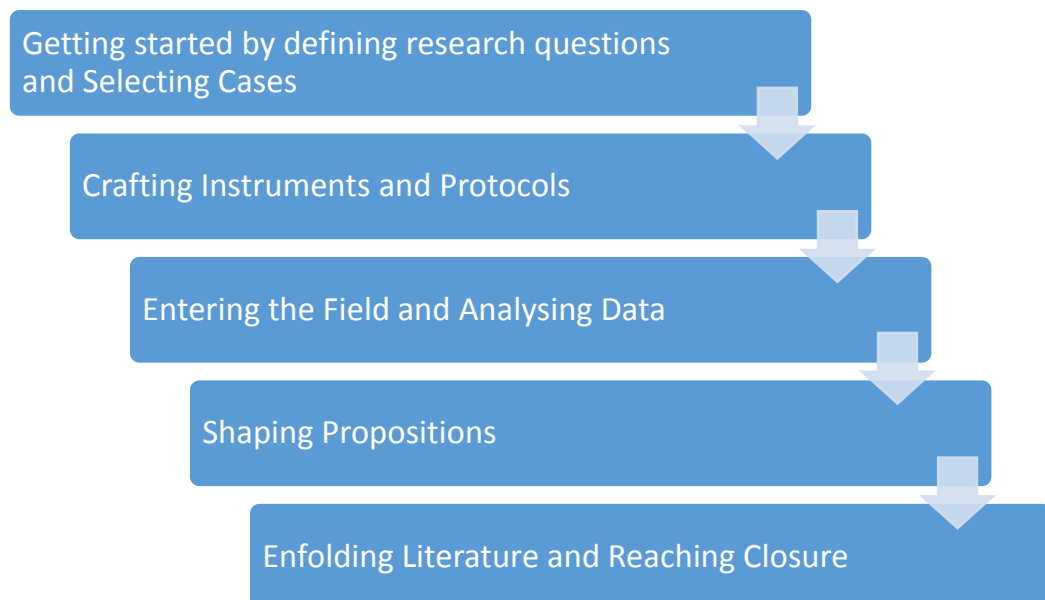 Getting started by defining research questions
and Selecting Cases
Crafting Instruments and Protocols
Entering the Field and Analysing Data
Shaping Propositions
Enfolding Literature and Reaching Closure